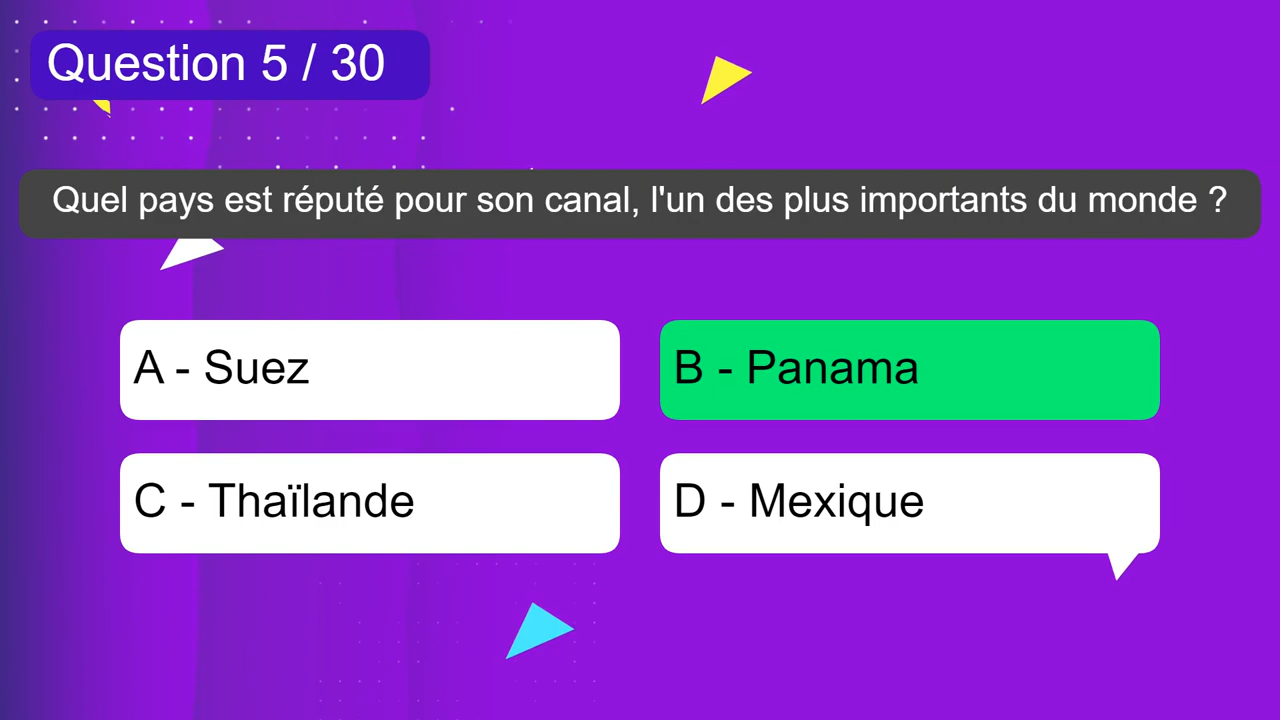 Question 5 / 30
Quel pays est réputé pour son canal, l'un des plus importants du monde ?
A - Suez
B - Panama
C - Thaïlande
D - Mexique